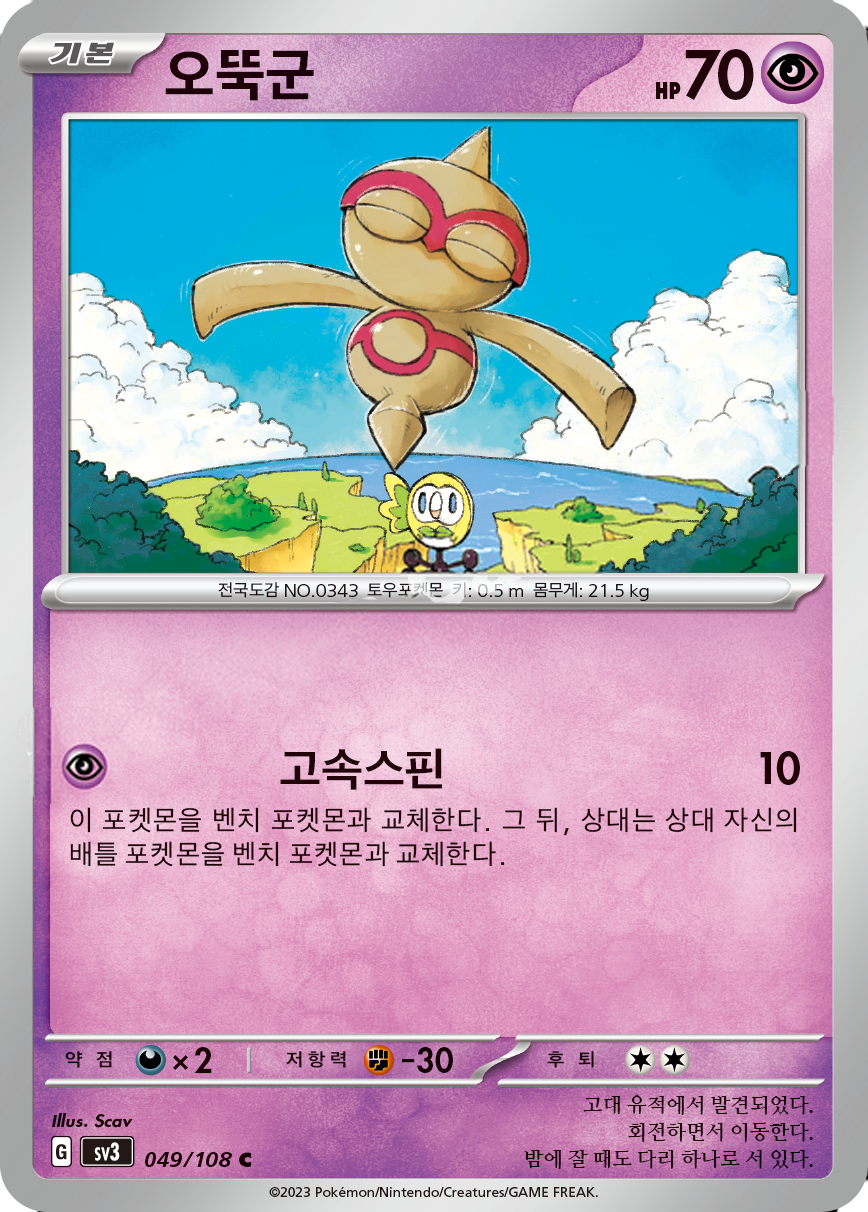 기본
오뚝군
HP 70
전국도감 NO.0343 토우포켓몬 키: 0.5 m 몸무게: 21.5 kg
고속스핀 10
이 포켓몬을 벤치 포켓몬과 교체한다. 그 뒤, 상대는 상대 자신의
배틀 포켓몬을 벤치 포켓몬과 교체한다.
약점 ×2 저항력 -30 후퇴
고대 유적에서 발견되었다.
회전하면서 이동한다.
밤에 잘 때도 다리 하나로 서 있다.
Illus. Scav
G sv3 049/108 C
©2023 Pokémon/Nintendo/Creatures/GAME FREAK.